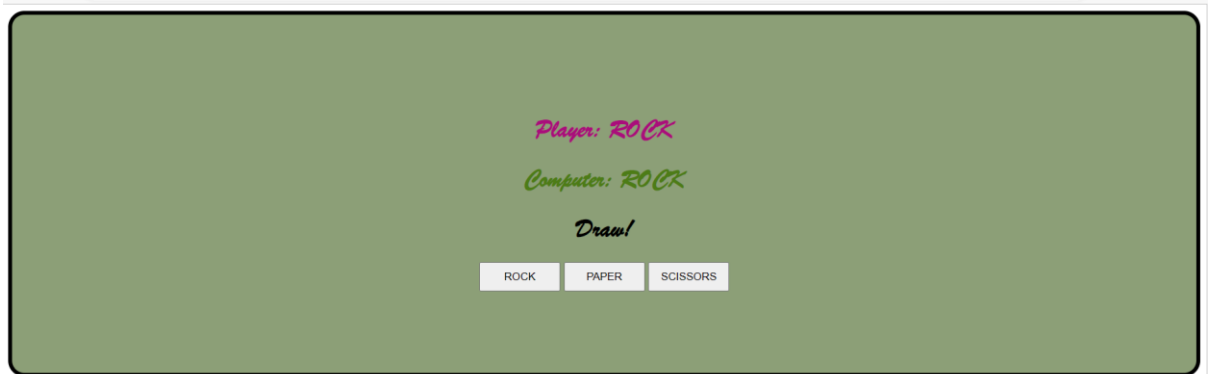 Player: ROCK
Computer: ROCK
Draw!
ROCK PAPER SCISSORS